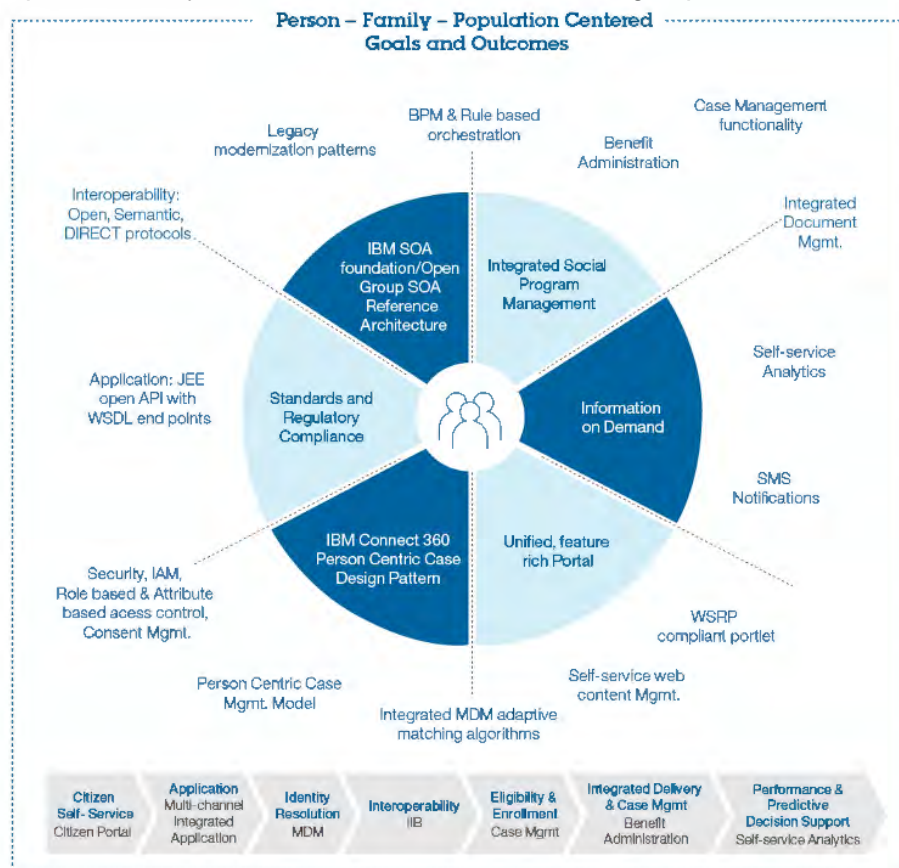 Person – Family – Population Centered
Goals and Outcomes
Case Management
functionality
BPM & Rule based
orchestration
Legacy
modernization patterns
Benefit
Administration
Interoperability:
Open, Semantic,
DIRECT protocols
Integrated
Document
Mgmt.
IBM SOA
foundation/Open
Group SOA
Reference
Architecture
Integrated Social
Program
Management
Self-service
Analytics
Application: JEE
open API with
WSDL end points
Standards and
Regulatory
Compliance
Information
on Demand
SMS
Notifications
IBM Connect 360
Person Centric Case
Design Pattern
Unified, feature
rich Portal
Security, IAM,
Role based & Attribute
based acess control,
Consent Mgmt.
WSRP
compliant portlet
Person Centric Case
Mgmt. Model
Self-service web
content Mgmt.
Integrated MDM adaptive
matching algorithms
Citizen
Self-Service
Citizen Portal
Application
Multi-channel
Integrated
Application
Identity
Resolution
MDM
Interoperability
IIB
Eligibility &
Enrollment
Case Mgmt
Integrated Delivery
& Case Mgmt
Benefit
Administration
Performance &
Predictive
Decision Support
Self-service Analytics